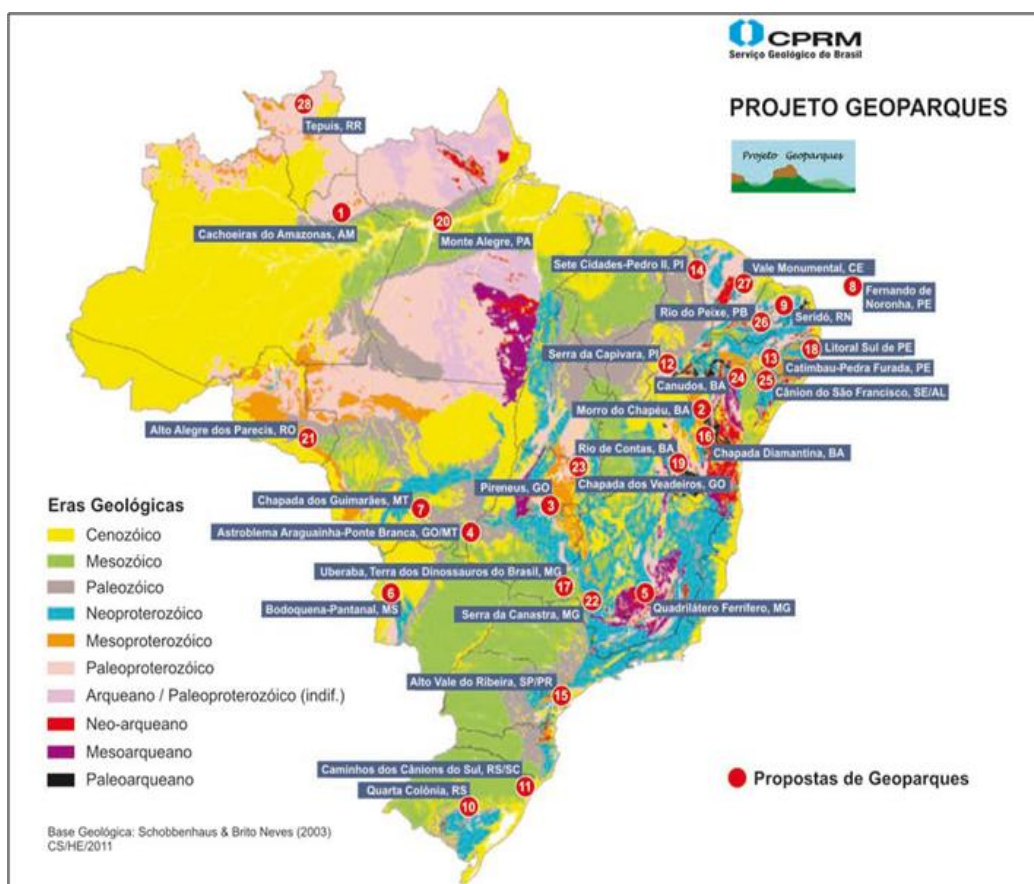 CPRM
Serviço Geológico do Brasil
PROJETO GEOPARQUES
Projeto Geoparques
28
Tepuis, RR
1
Cachoeiras do Amazonas, AM
20
Monte Alegre, PA
Sete Cidades-Pedro II, PI
14
Vale Monumental, CE
27
8
Fernando de
Noronha, PE
Rio do Peixe, PB
9
26
Seridó, RN
18
Litoral Sul de PE
Serra da Capivara, PI
12
13
Catimbau-Pedra Furada, PE
Canudos, BA
24
25
Cânion do São Francisco, SE/AL
Morro do Chapéu, BA
2
Alto Alegre dos Parecis, RO
21
16
Chapada Diamantina, BA
Rio de Contas, BA
19
23
Chapada dos Veadeiros, GO
Pireneus, GO
3
Chapada dos Guimarães, MT
7
Astroblema Araguainha-Ponte Branca, GO/MT
4
Uberaba, Terra dos Dinossauros do Brasil, MG
17
6
Bodoquena-Pantanal, MS
22
Serra da Canastra, MG
5
Quadrilátero Ferrífero, MG
Alto Vale do Ribeira, SP/PR
15
Caminhos dos Cânions do Sul, RS/SC
11
Quarta Colônia, RS
10
Eras Geológicas
Cenozóico
Mesozóico
Paleozóico
Neoproterozóico
Mesoproterozóico
Paleoproterozóico
Arqueano / Paleoproterozóico (indif.)
Neo-arqueano
Mesoarqueano
Paleoarqueano
Propostas de Geoparques
Base Geológica: Schobbenhaus & Brito Neves (2003)
CS/HE/2011